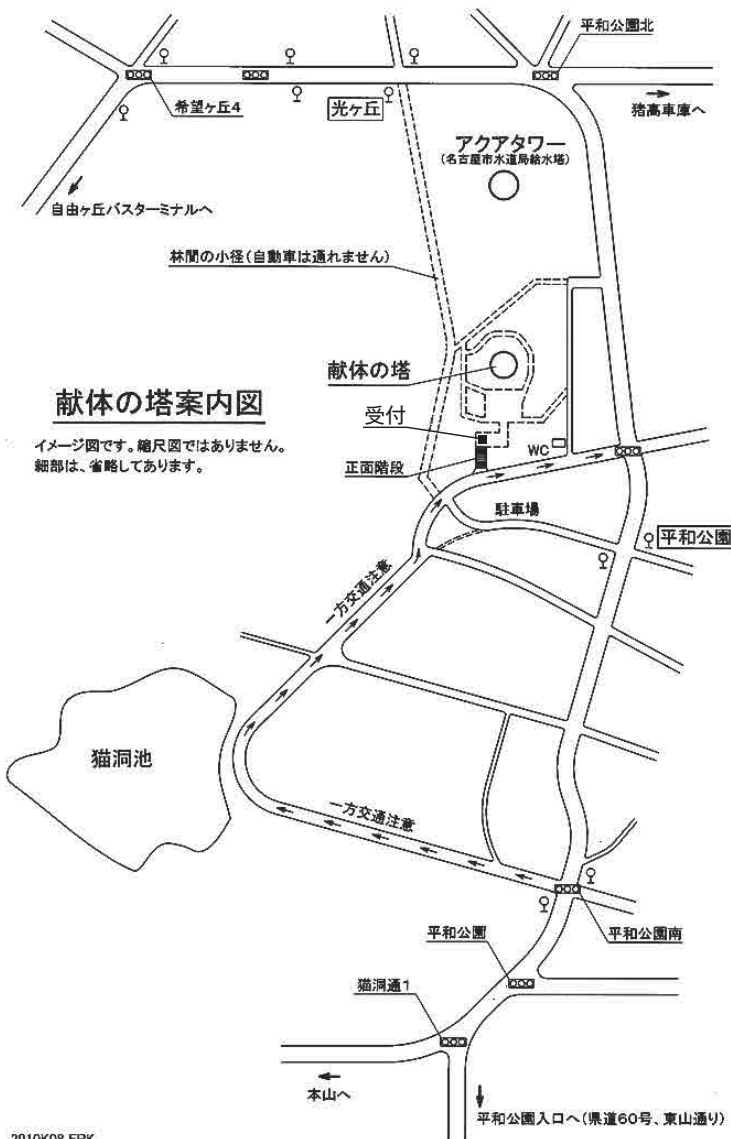 平和公園北
希望ヶ丘4
光ヶ丘
猪高車庫へ
アクアタワー
(名古屋市水道局給水塔)
自由ヶ丘バスターミナルへ
林間の小径(自動車は通れません)
献体の塔
献体の塔案内図
受付
イメージ図です。縮尺図ではありません。
細部は、省略してあります。
WC
正面階段
駐車場
平和公園
一方交通注意
猫洞池
一方交通注意
平和公園
平和公園南
猫洞通1
本山へ
平和公園入口へ(県道60号、東山通り)
2010K08 ERK